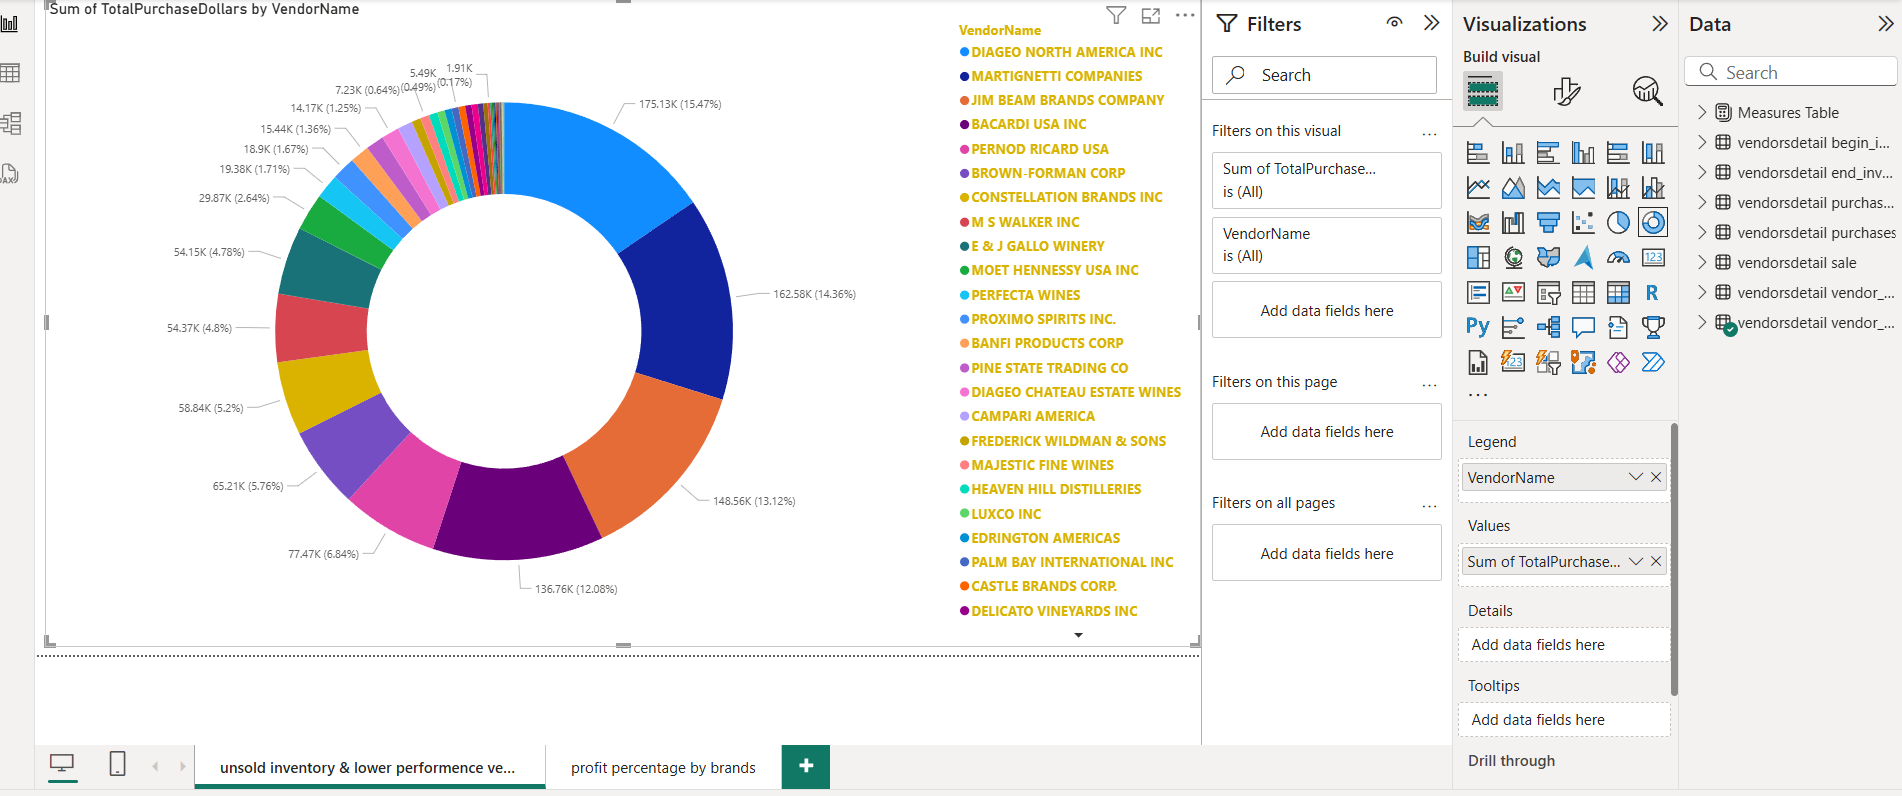 Sum of TotalPurchaseDollars by VendorName
1.91K
(0.17%)
5.49K
(0.49%)
7.23K (0.64%)
14.17K (1.25%)
15.44K (1.36%)
18.9K (1.67%)
19.38K (1.71%)
29.87K (2.64%)
54.15K (4.78%)
54.37K (4.8%)
58.84K (5.2%)
65.21K (5.76%)
77.47K (6.84%)
136.76K (12.08%)
148.56K (13.12%)
162.58K (14.36%)
175.13K (15.47%)
VendorName
DIAGEO NORTH AMERICA INC
MARTIGNETTI COMPANIES
JIM BEAM BRANDS COMPANY
BACARDI USA INC
PERNOD RICARD USA
BROWN-FORMAN CORP
CONSTELLATION BRANDS INC
M S WALKER INC
E & J GALLO WINERY
MOET HENNESSY USA INC
PERFECTA WINES
PROXIMO SPIRITS INC.
BANFI PRODUCTS CORP
PINE STATE TRADING CO
DIAGEO CHATEAU ESTATE WINES
CAMPARI AMERICA
FREDERICK WILDMAN & SONS
MAJESTIC FINE WINES
HEAVEN HILL DISTILLERIES
LUXCO INC
EDRINGTON AMERICAS
PALM BAY INTERNATIONAL INC
CASTLE BRANDS CORP.
DELICATO VINEYARDS INC
unsold inventory & lower performence ve...
profit percentage by brands
+
Filters
Search
Filters on this visual
...
Sum of TotalPurchase...
is (All)
VendorName
is (All)
Add data fields here
Filters on this page
...
Add data fields here
Filters on all pages
...
Add data fields here
Visualizations
Build visual
123
R
Py
123
...
Legend
VendorName
Values
Sum of TotalPurchase...
Details
Add data fields here
Tooltips
Add data fields here
Drill through
Data
Search
Measures Table
vendorsdetail begin_i...
vendorsdetail end_inv...
vendorsdetail purchas...
vendorsdetail purchases
vendorsdetail sale
vendorsdetail vendor_...
vendorsdetail vendor_...